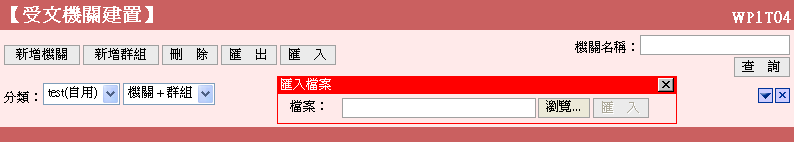 【受文機關建置】
WP1T04
新增機關 新增群組 刪 除 匯 出 匯 入
機關名稱：
查 詢
分類： test(自用) 機關＋群組
匯入檔案
檔案： 瀏覽... 匯 入